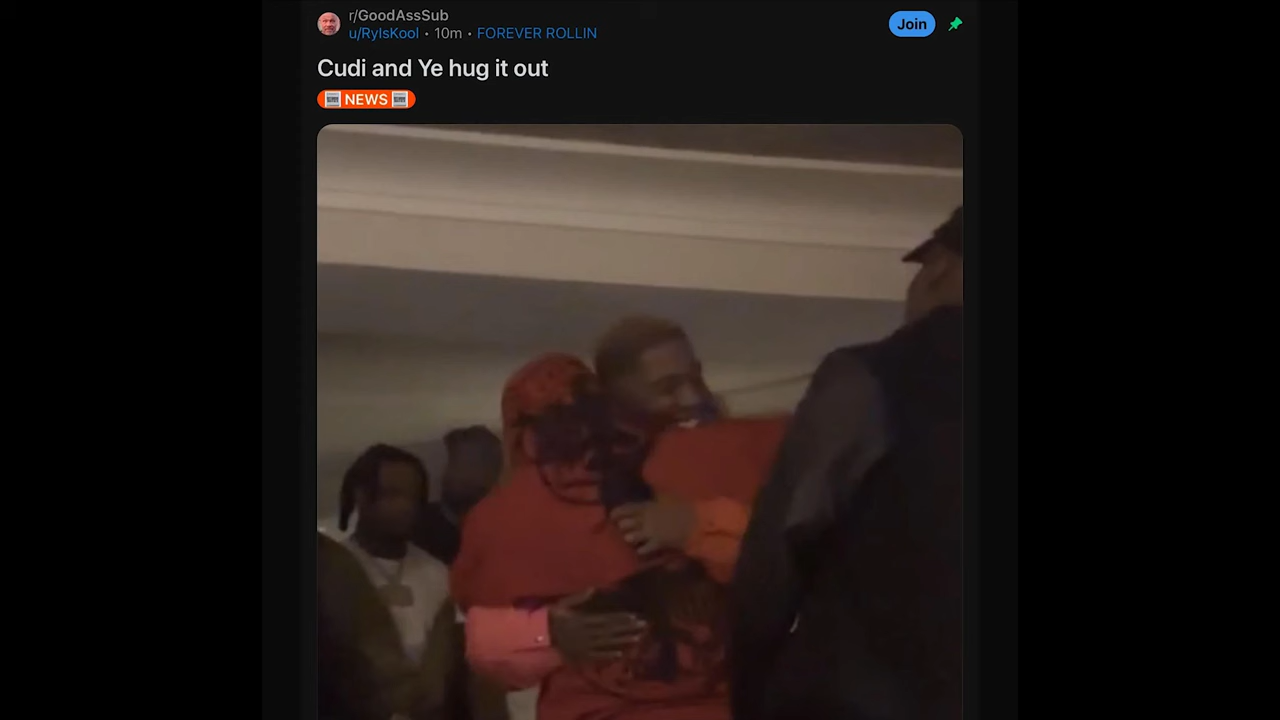 r/GoodAssSub
u/RyIsKool • 10m • FOREVER ROLLIN
Join
Cudi and Ye hug it out
NEWS